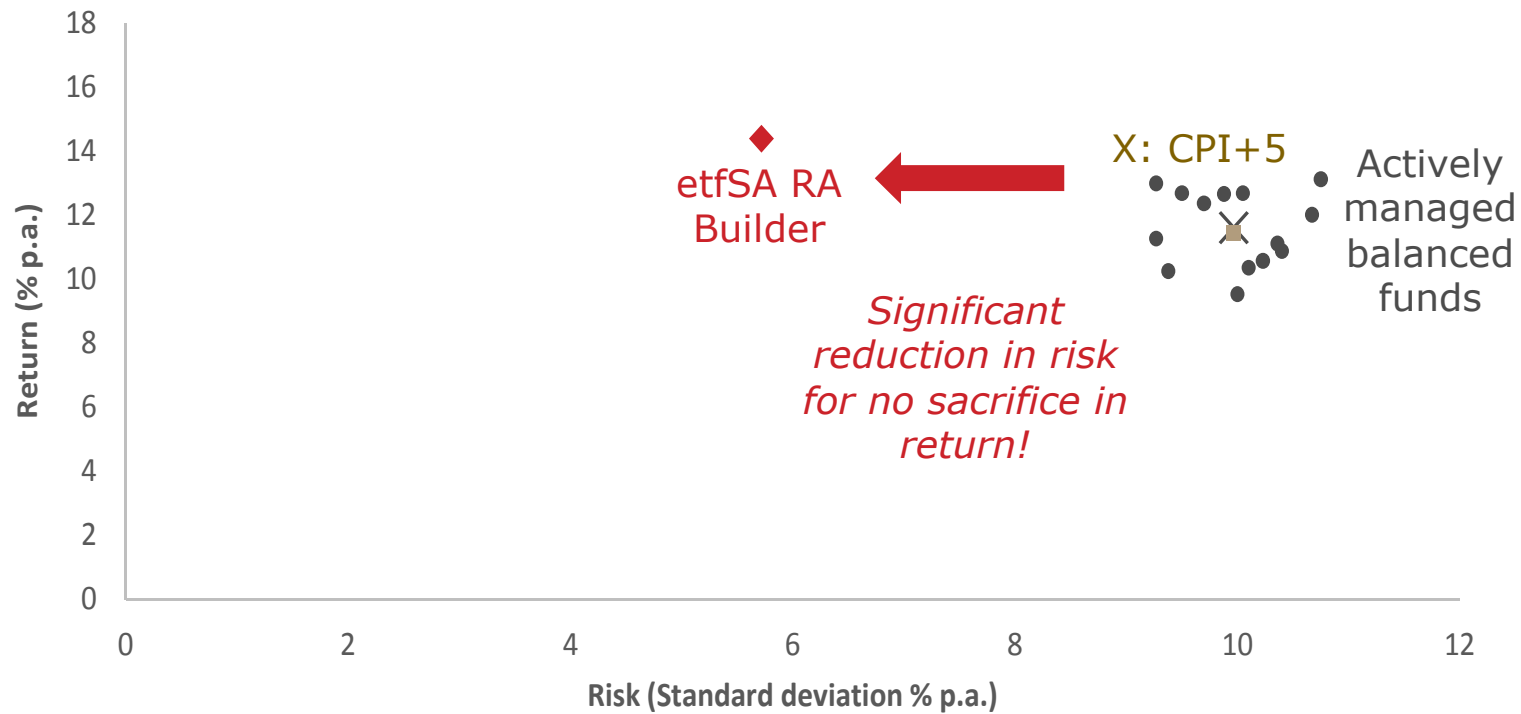 18
16
14
12
10
8
6
4
2
0
Return (% p.a.)
etfSA RA
Builder
X: CPI+5
Actively
managed
balanced
funds
Significant
reduction in risk
for no sacrifice in
return!
0 2 4 6 8 10 12
Risk (Standard deviation % p.a.)